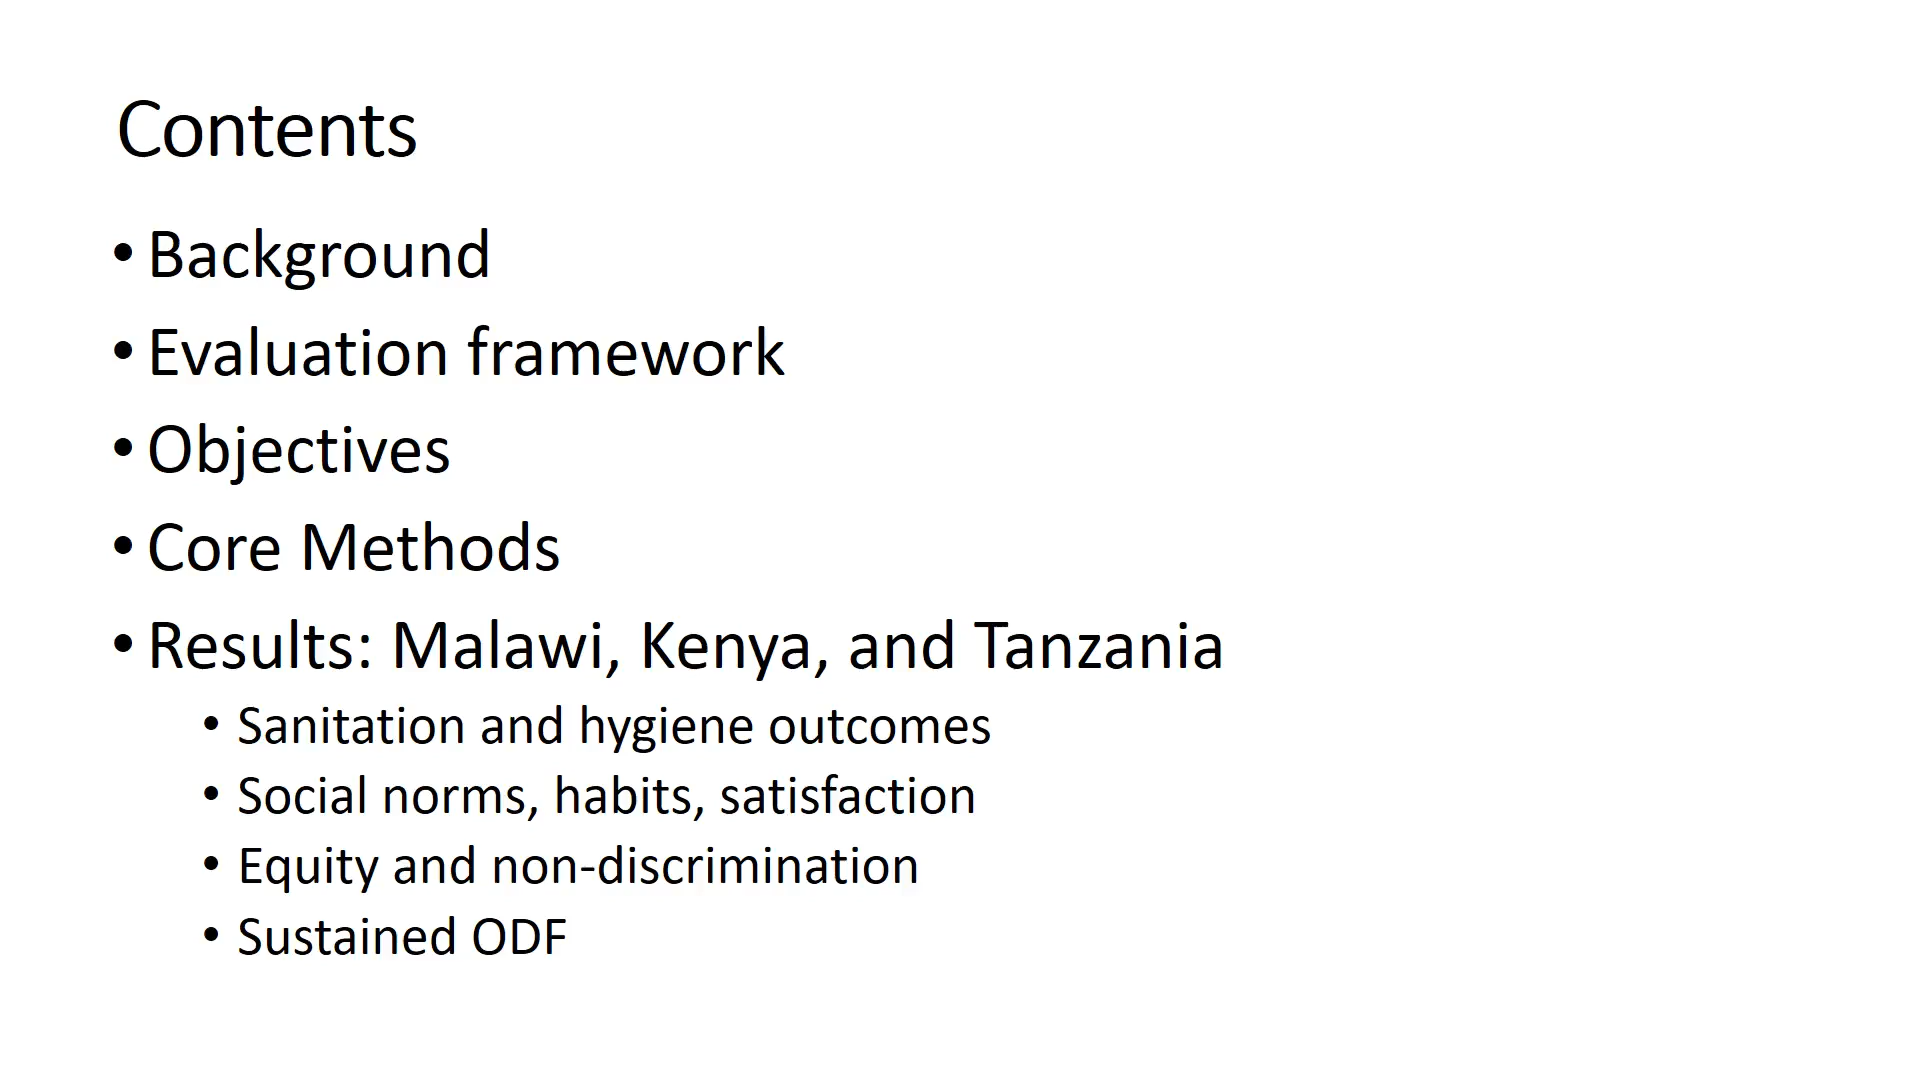 Contents
• Background
• Evaluation framework
• Objectives
• Core Methods
• Results: Malawi, Kenya, and Tanzania
• Sanitation and hygiene outcomes
• Social norms, habits, satisfaction
• Equity and non-discrimination
• Sustained ODF